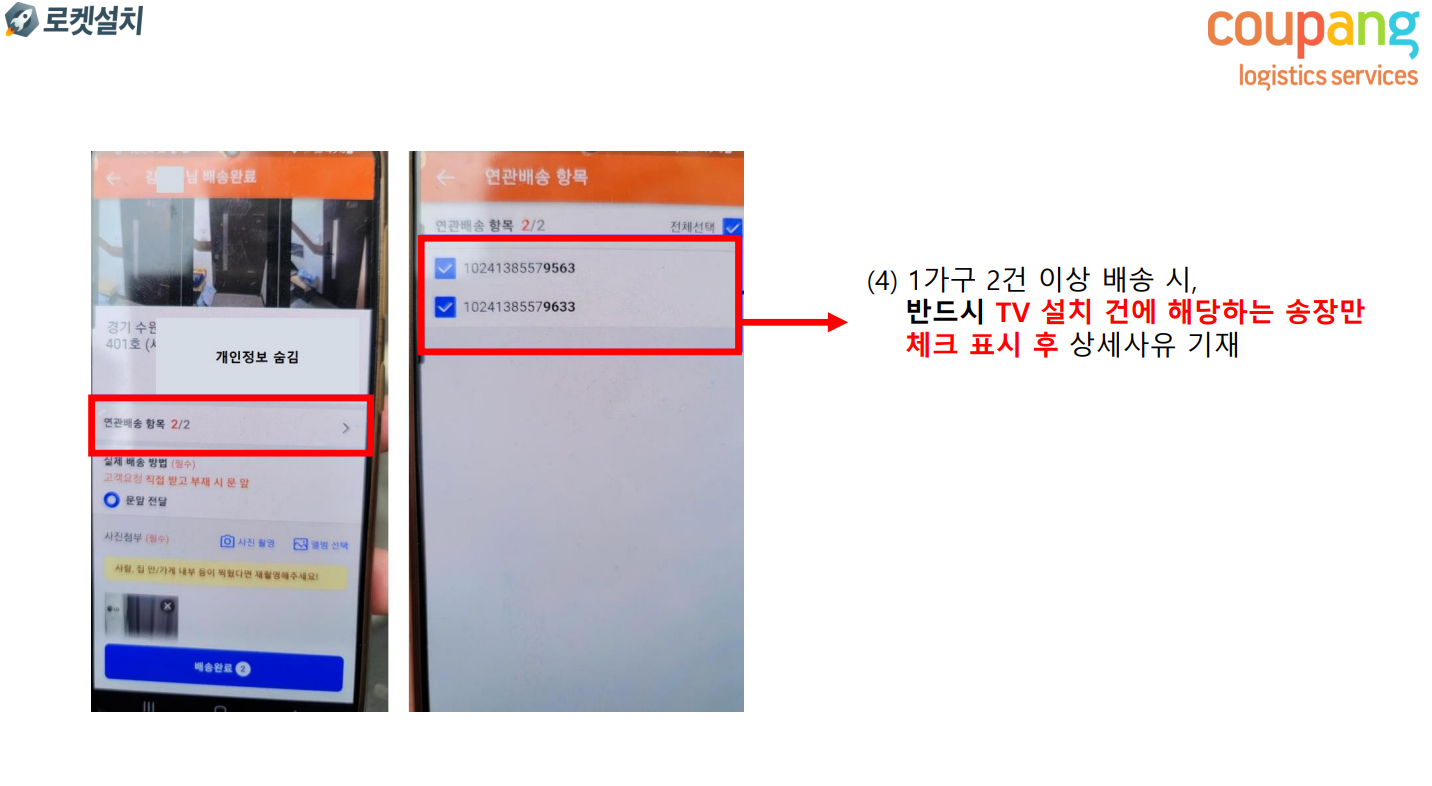 로켓설치
coupang
logistics services
김 님 배송완료
경기 수원
401호 (서
개인정보 숨김
연관배송 항목 2/2
실제 배송 방법 (필수)
고객요청 직접 받고 부재 시 문 앞
문앞 전달
사진첨부 (필수)
사진 촬영
앨범 선택
사람, 집 안/가게 내부 등이 찍혔다면 재촬영해주세요!
배송완료 2
연관배송 항목
연관배송 항목 2/2
전체선택
10241385579563
10241385579633
(4) 1가구 2건 이상 배송 시,
반드시 TV 설치 건에 해당하는 송장만
체크 표시 후 상세사유 기재